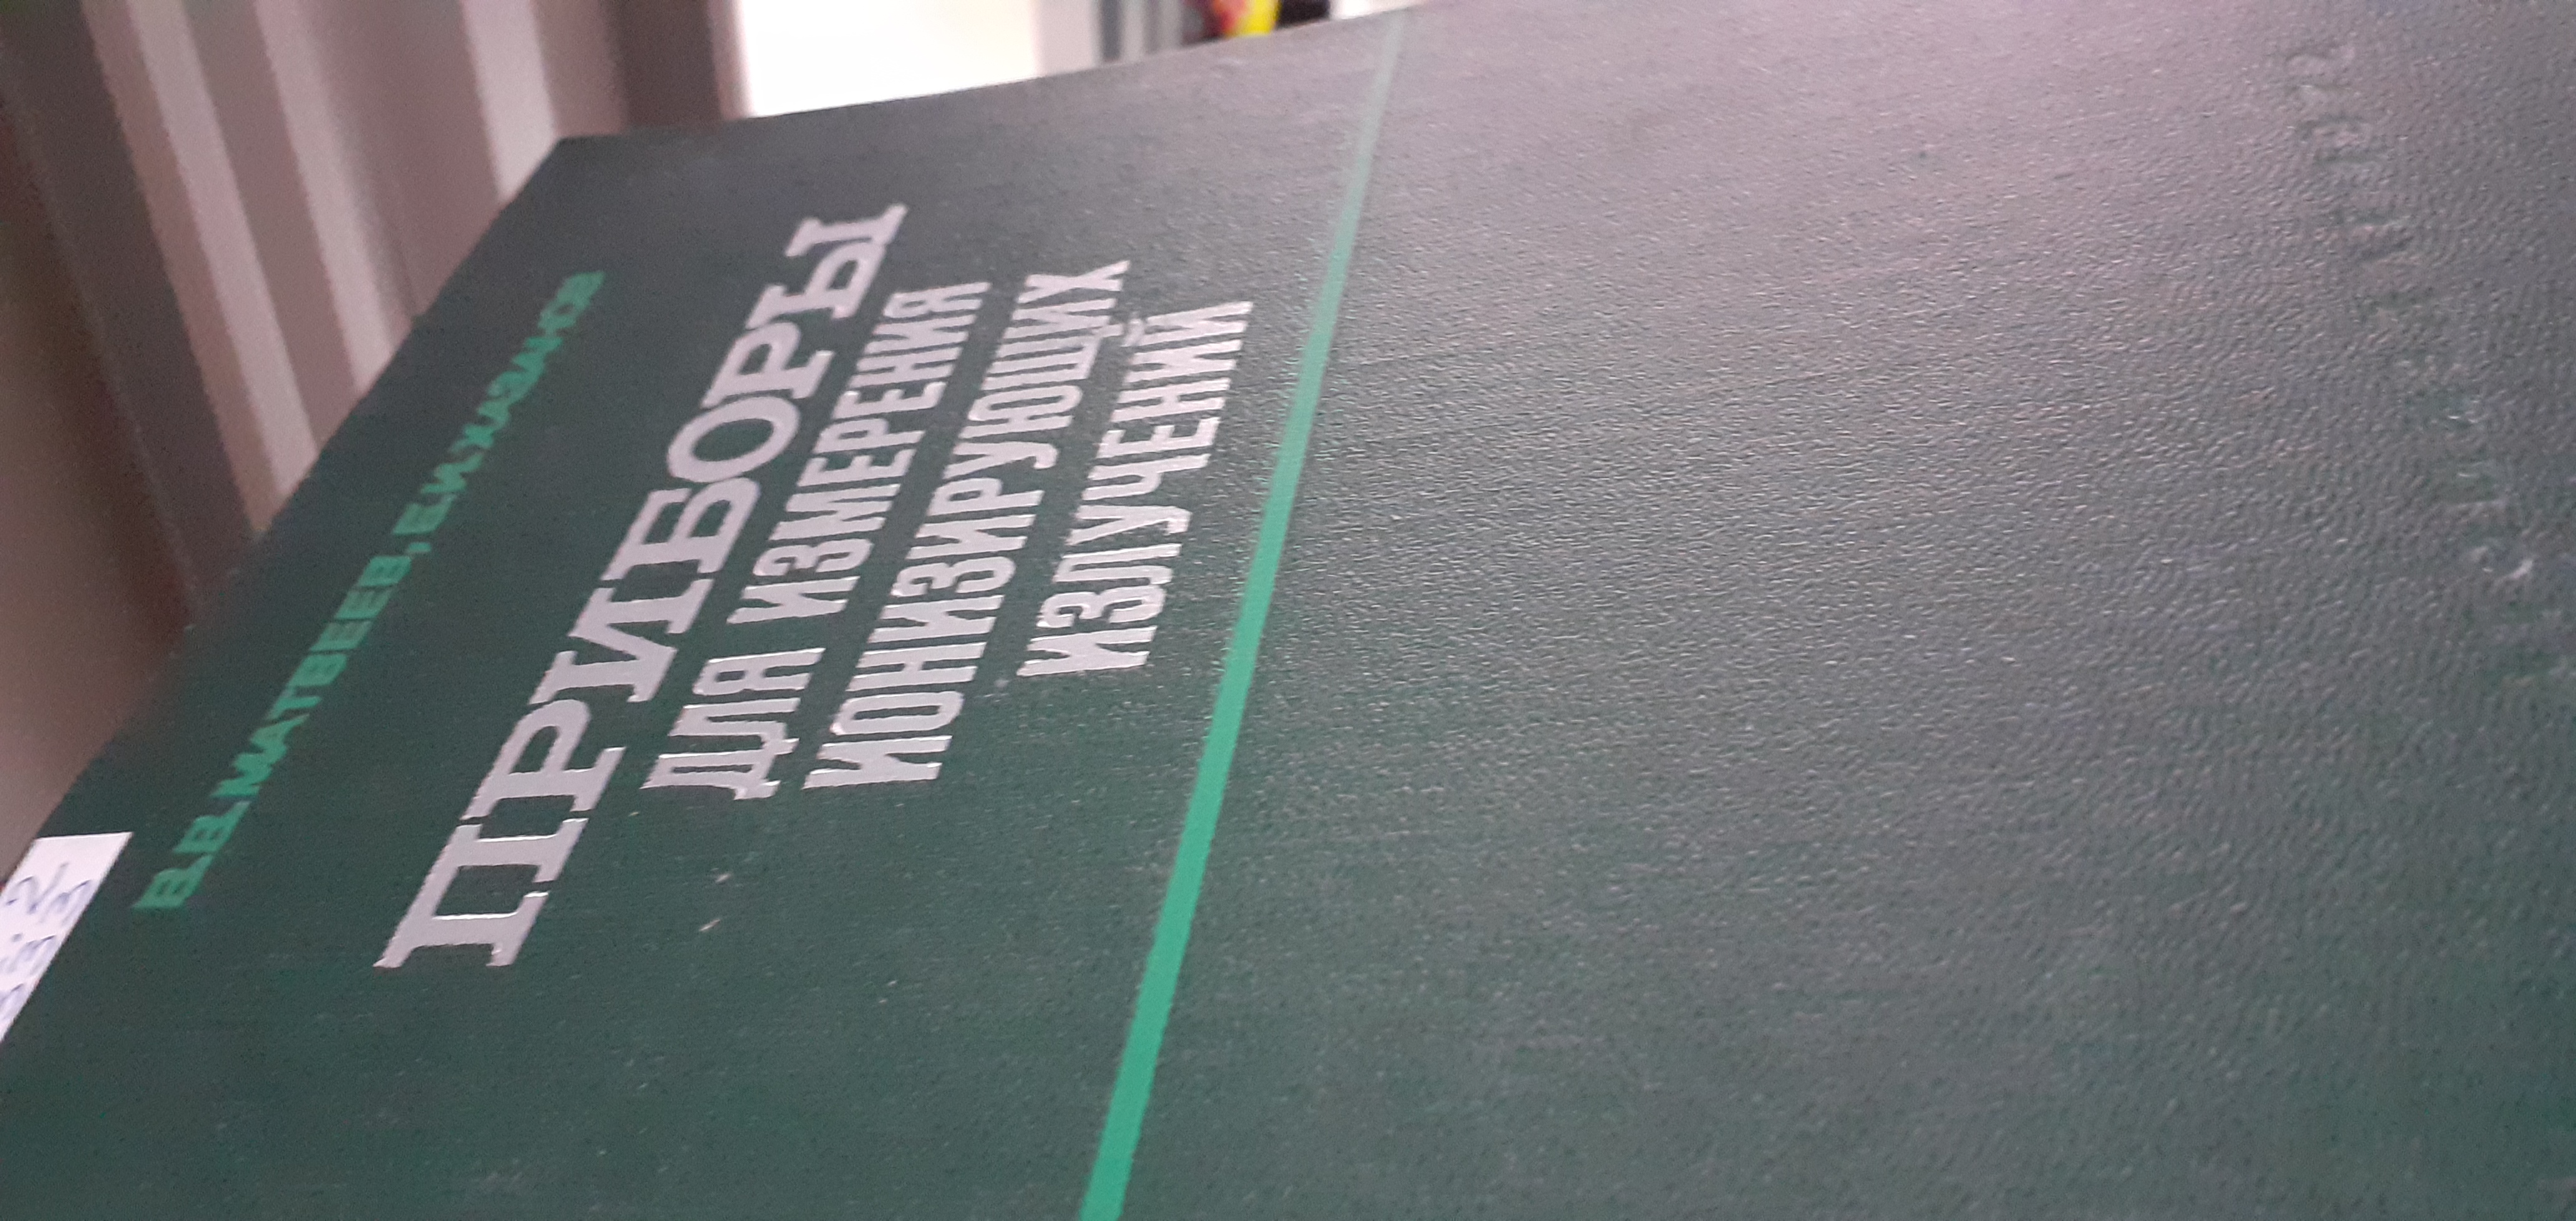 В.В.МАТВЕЕВ, Б.И.ХАЗАНОВ
ПРИБОРЫ
ДЛЯ ИЗМЕРЕНИЯ
ИОНИЗИРУЮЩИХ
ИЗЛУЧЕНИЙ